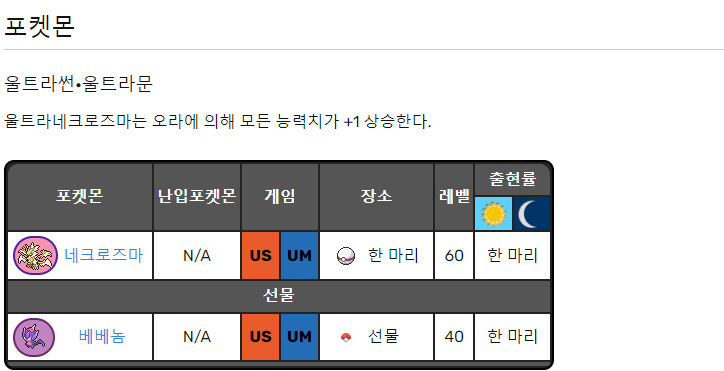 포켓몬
울트라썬•울트라문
울트라네크로즈마는 오라에 의해 모든 능력치가 +1 상승한다.
포켓몬 난입포켓몬 게임 장소 레벨 출현률
네크로즈마 N/A US UM 한 마리 60 한 마리
선물
베베놈 N/A US UM 선물 40 한 마리